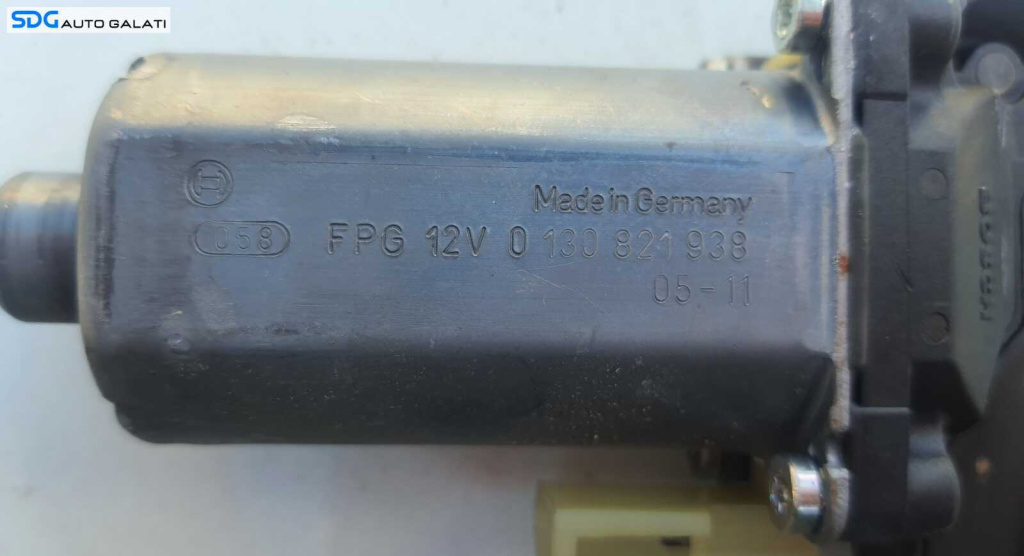 SDG AUTO GALATI
Made in Germany
058 FPG 12V 0 130 821 938
05-11